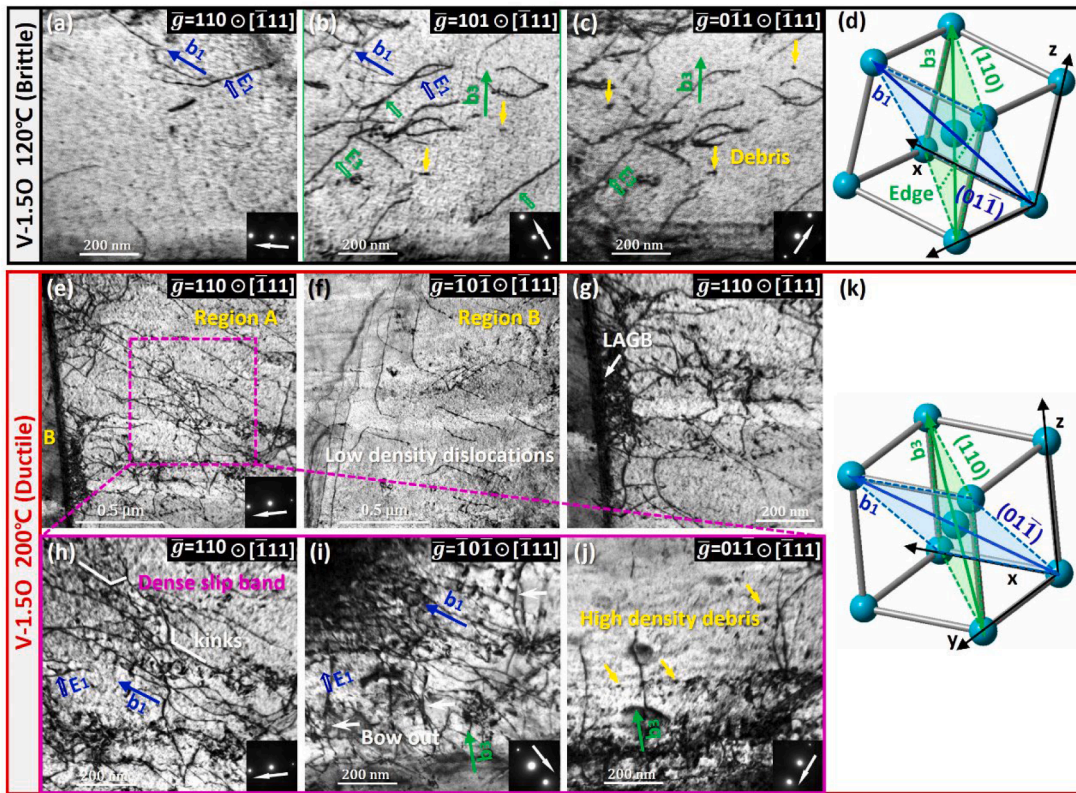 V-1.5O 120℃ (Brittle)
(a)
g̅=110 ⊙ [1̅11]
b₁
E₁
200 nm
(b)
g̅=101 ⊙ [1̅11]
b₁
E₁
b₃
E₃
200 nm
(c)
g̅=01̅1 ⊙ [1̅11]
b₃
Debris
E₃
200 nm
(d)
b₃
(110)
z
b₁
x
Edge
(011̅)
V-1.5O 200℃ (Ductile)
(e)
g̅=110 ⊙ [1̅11]
Region A
B
0.5 μm
(f)
g̅=1̅01̅ ⊙ [1̅11]
Region B
Low density dislocations
0.5 μm
(g)
g̅=110 ⊙ [1̅11]
LAGB
200 nm
(k)
z
b₃
(110)
b₁
(011̅)
x
y
(h)
g̅=110 ⊙ [1̅11]
Dense slip band
kinks
E₁
b₁
200 nm
(i)
g̅=101̅ ⊙ [1̅11]
b₁
E₁
Bow out
b₃
200 nm
(j)
g̅=011̅ ⊙ [1̅11]
High density debris
b₃
200 nm